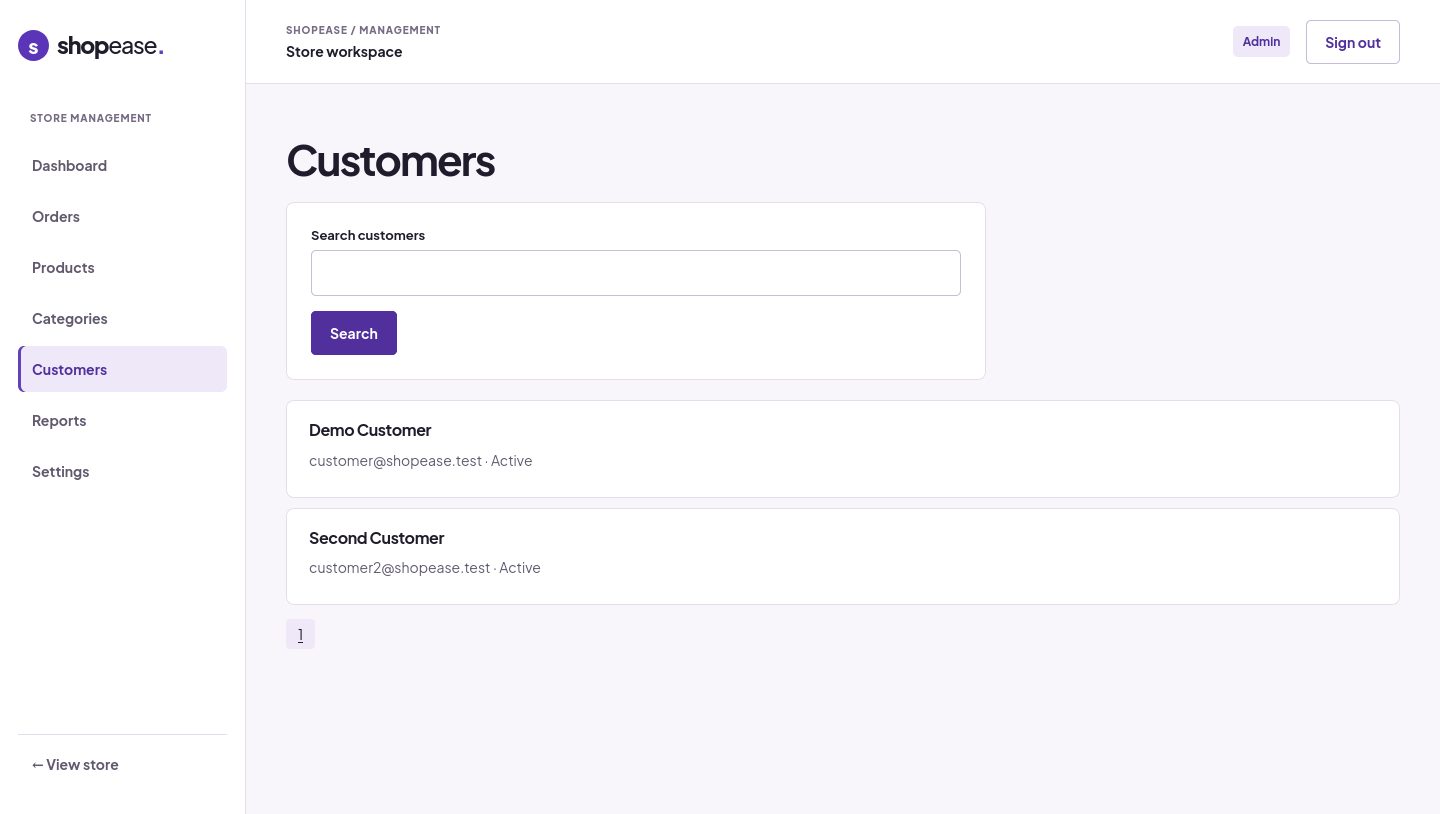 s shopease.
STORE MANAGEMENT
Dashboard
Orders
Products
Categories
Customers
Reports
Settings
← View store
SHOPEASE / MANAGEMENT
Store workspace
Admin
Sign out
Customers
Search customers
Search
Demo Customer
customer@shopease.test · Active
Second Customer
customer2@shopease.test · Active
1